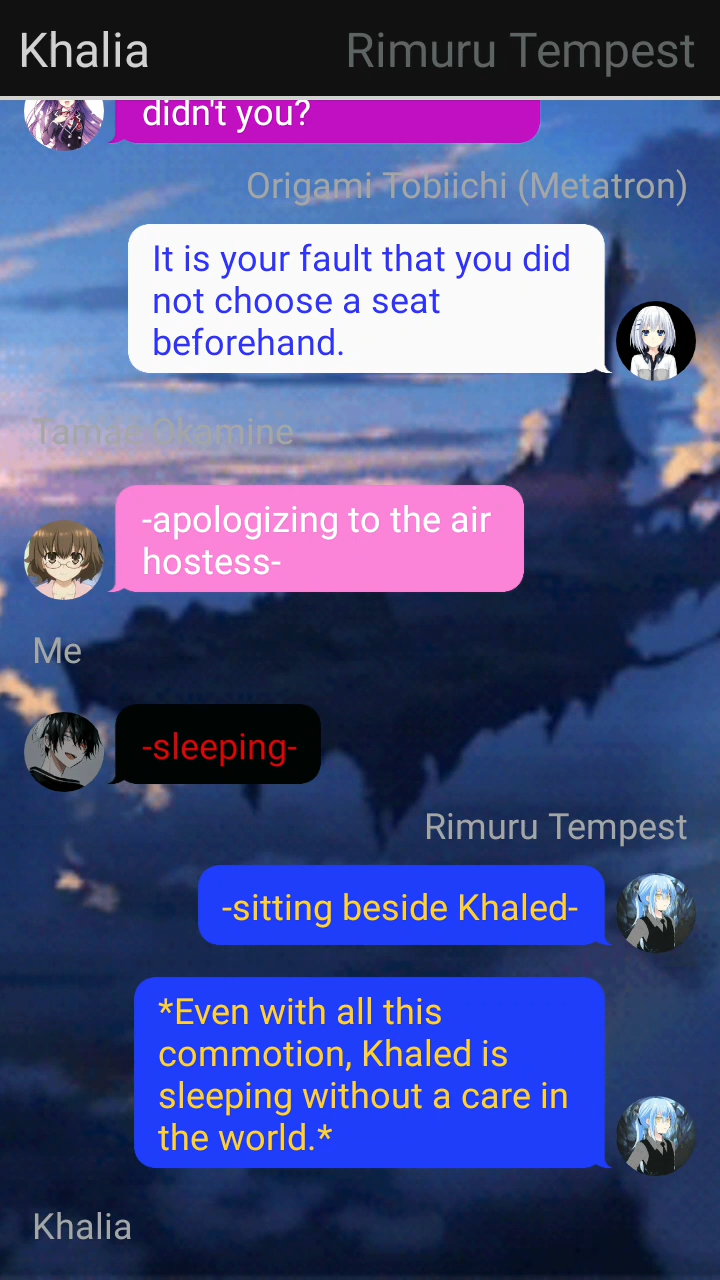 Khalia
Rimuru Tempest
didn't you?
Origami Tobiichi (Metatron)
It is your fault that you did
not choose a seat
beforehand.
Tamae Okamine
-apologizing to the air
hostess-
Me
-sleeping-
Rimuru Tempest
-sitting beside Khaled-
*Even with all this
commotion, Khaled is
sleeping without a care in
the world.*
Khalia